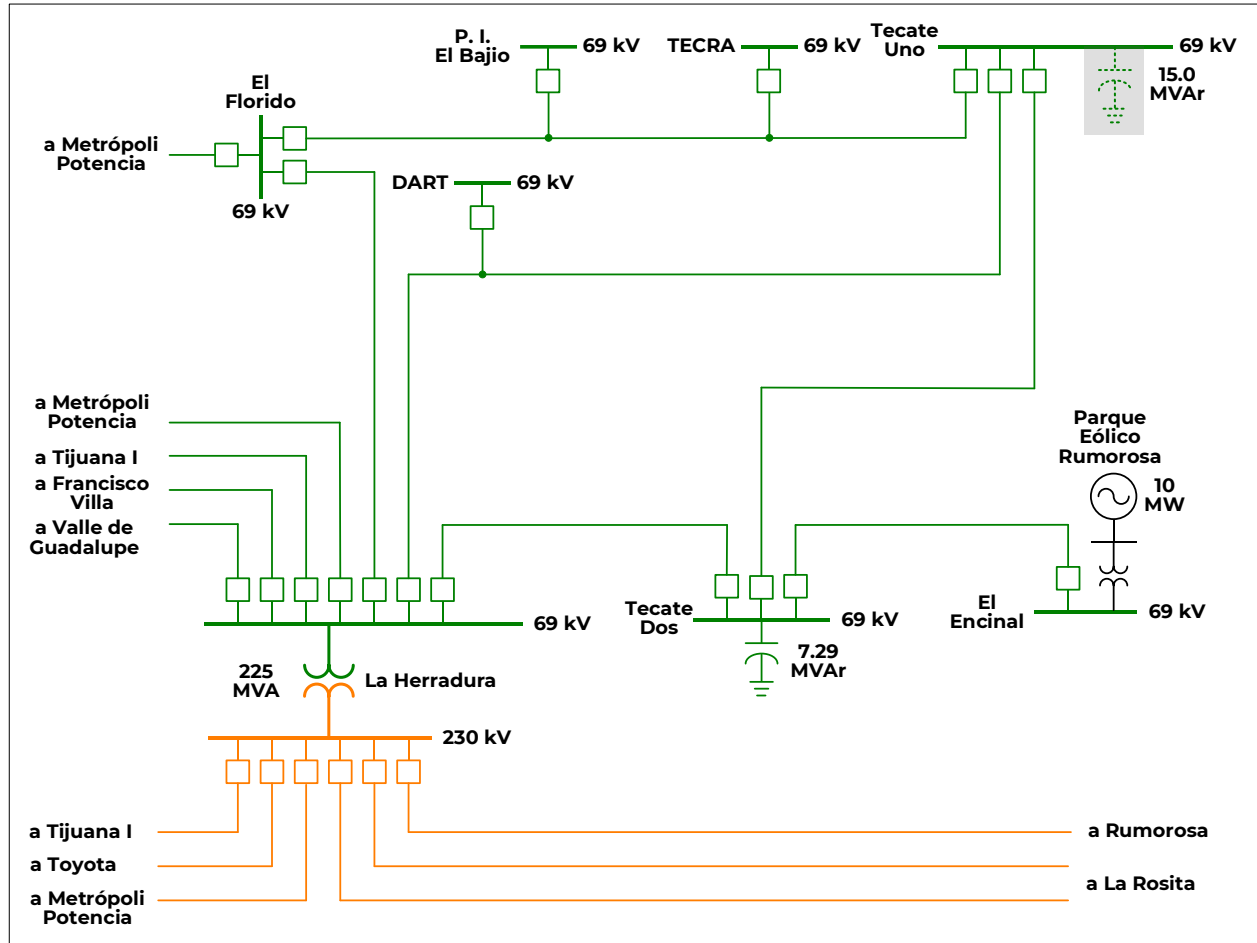 P. I.
El Bajio
69 kV
TECRA
69 kV
Tecate
Uno
69 kV
15.0
MVAr
El
Florido
a Metrópoli
Potencia
69 kV
DART
69 kV
a Metrópoli
Potencia
a Tijuana I
a Francisco
Villa
a Valle de
Guadalupe
Parque
Eólico
Rumorosa
10
MW
69 kV
Tecate
Dos
69 kV
El
Encinal
69 kV
7.29
MVAr
225
MVA
La Herradura
230 kV
a Tijuana I
a Toyota
a Metrópoli
Potencia
a Rumorosa
a La Rosita